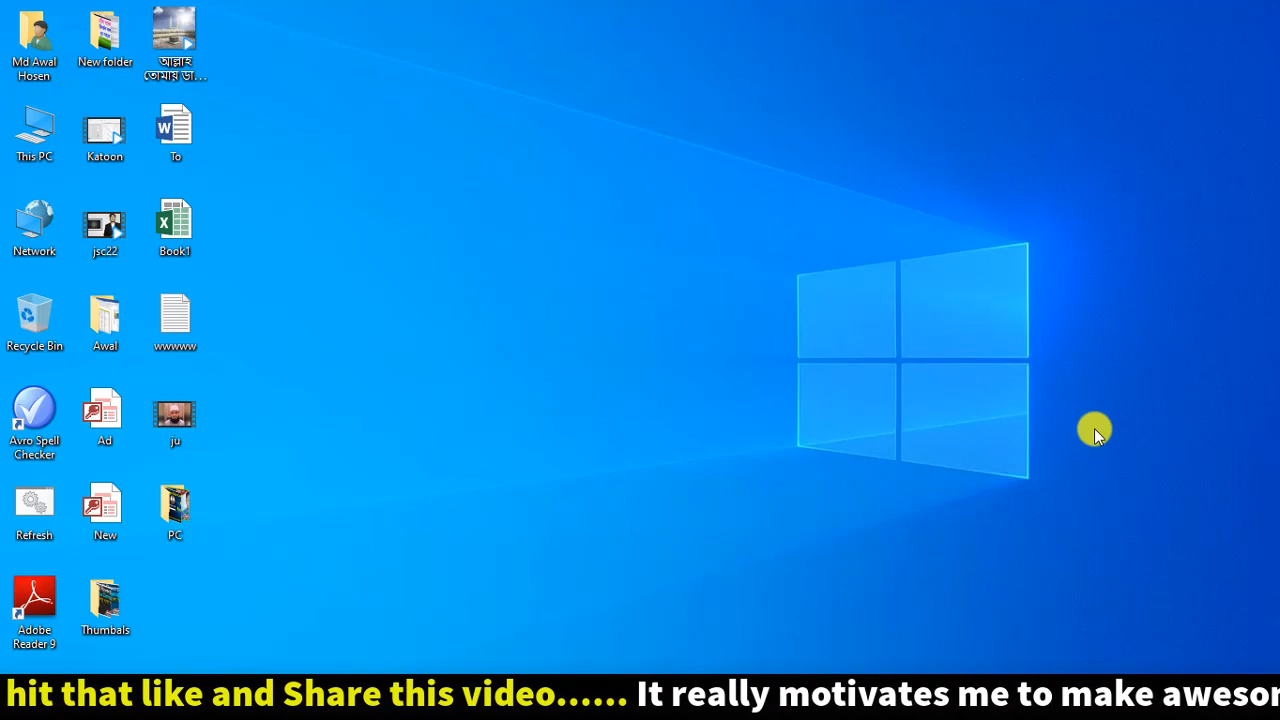 Md Awal
Hosen
New folder
আল্লাহ
তোমায় ডা...
This PC
Katoon
To
Network
jsc22
Book1
Recycle Bin
Awal
wwwww
Avro Spell
Checker
Ad
ju
Refresh
New
PC
Adobe
Reader 9
Thumbals
hit that like and Share this video...... It really motivates me to make awesor